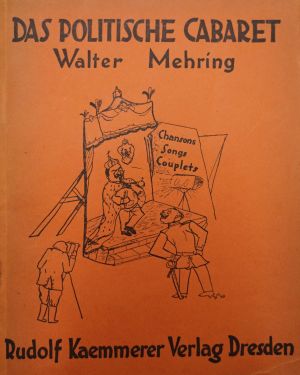 DAS POLITISCHE CABARET
Walter Mehring
Chansons
Songs
Couplets
Rudolf Kaemmerer Verlag Dresden